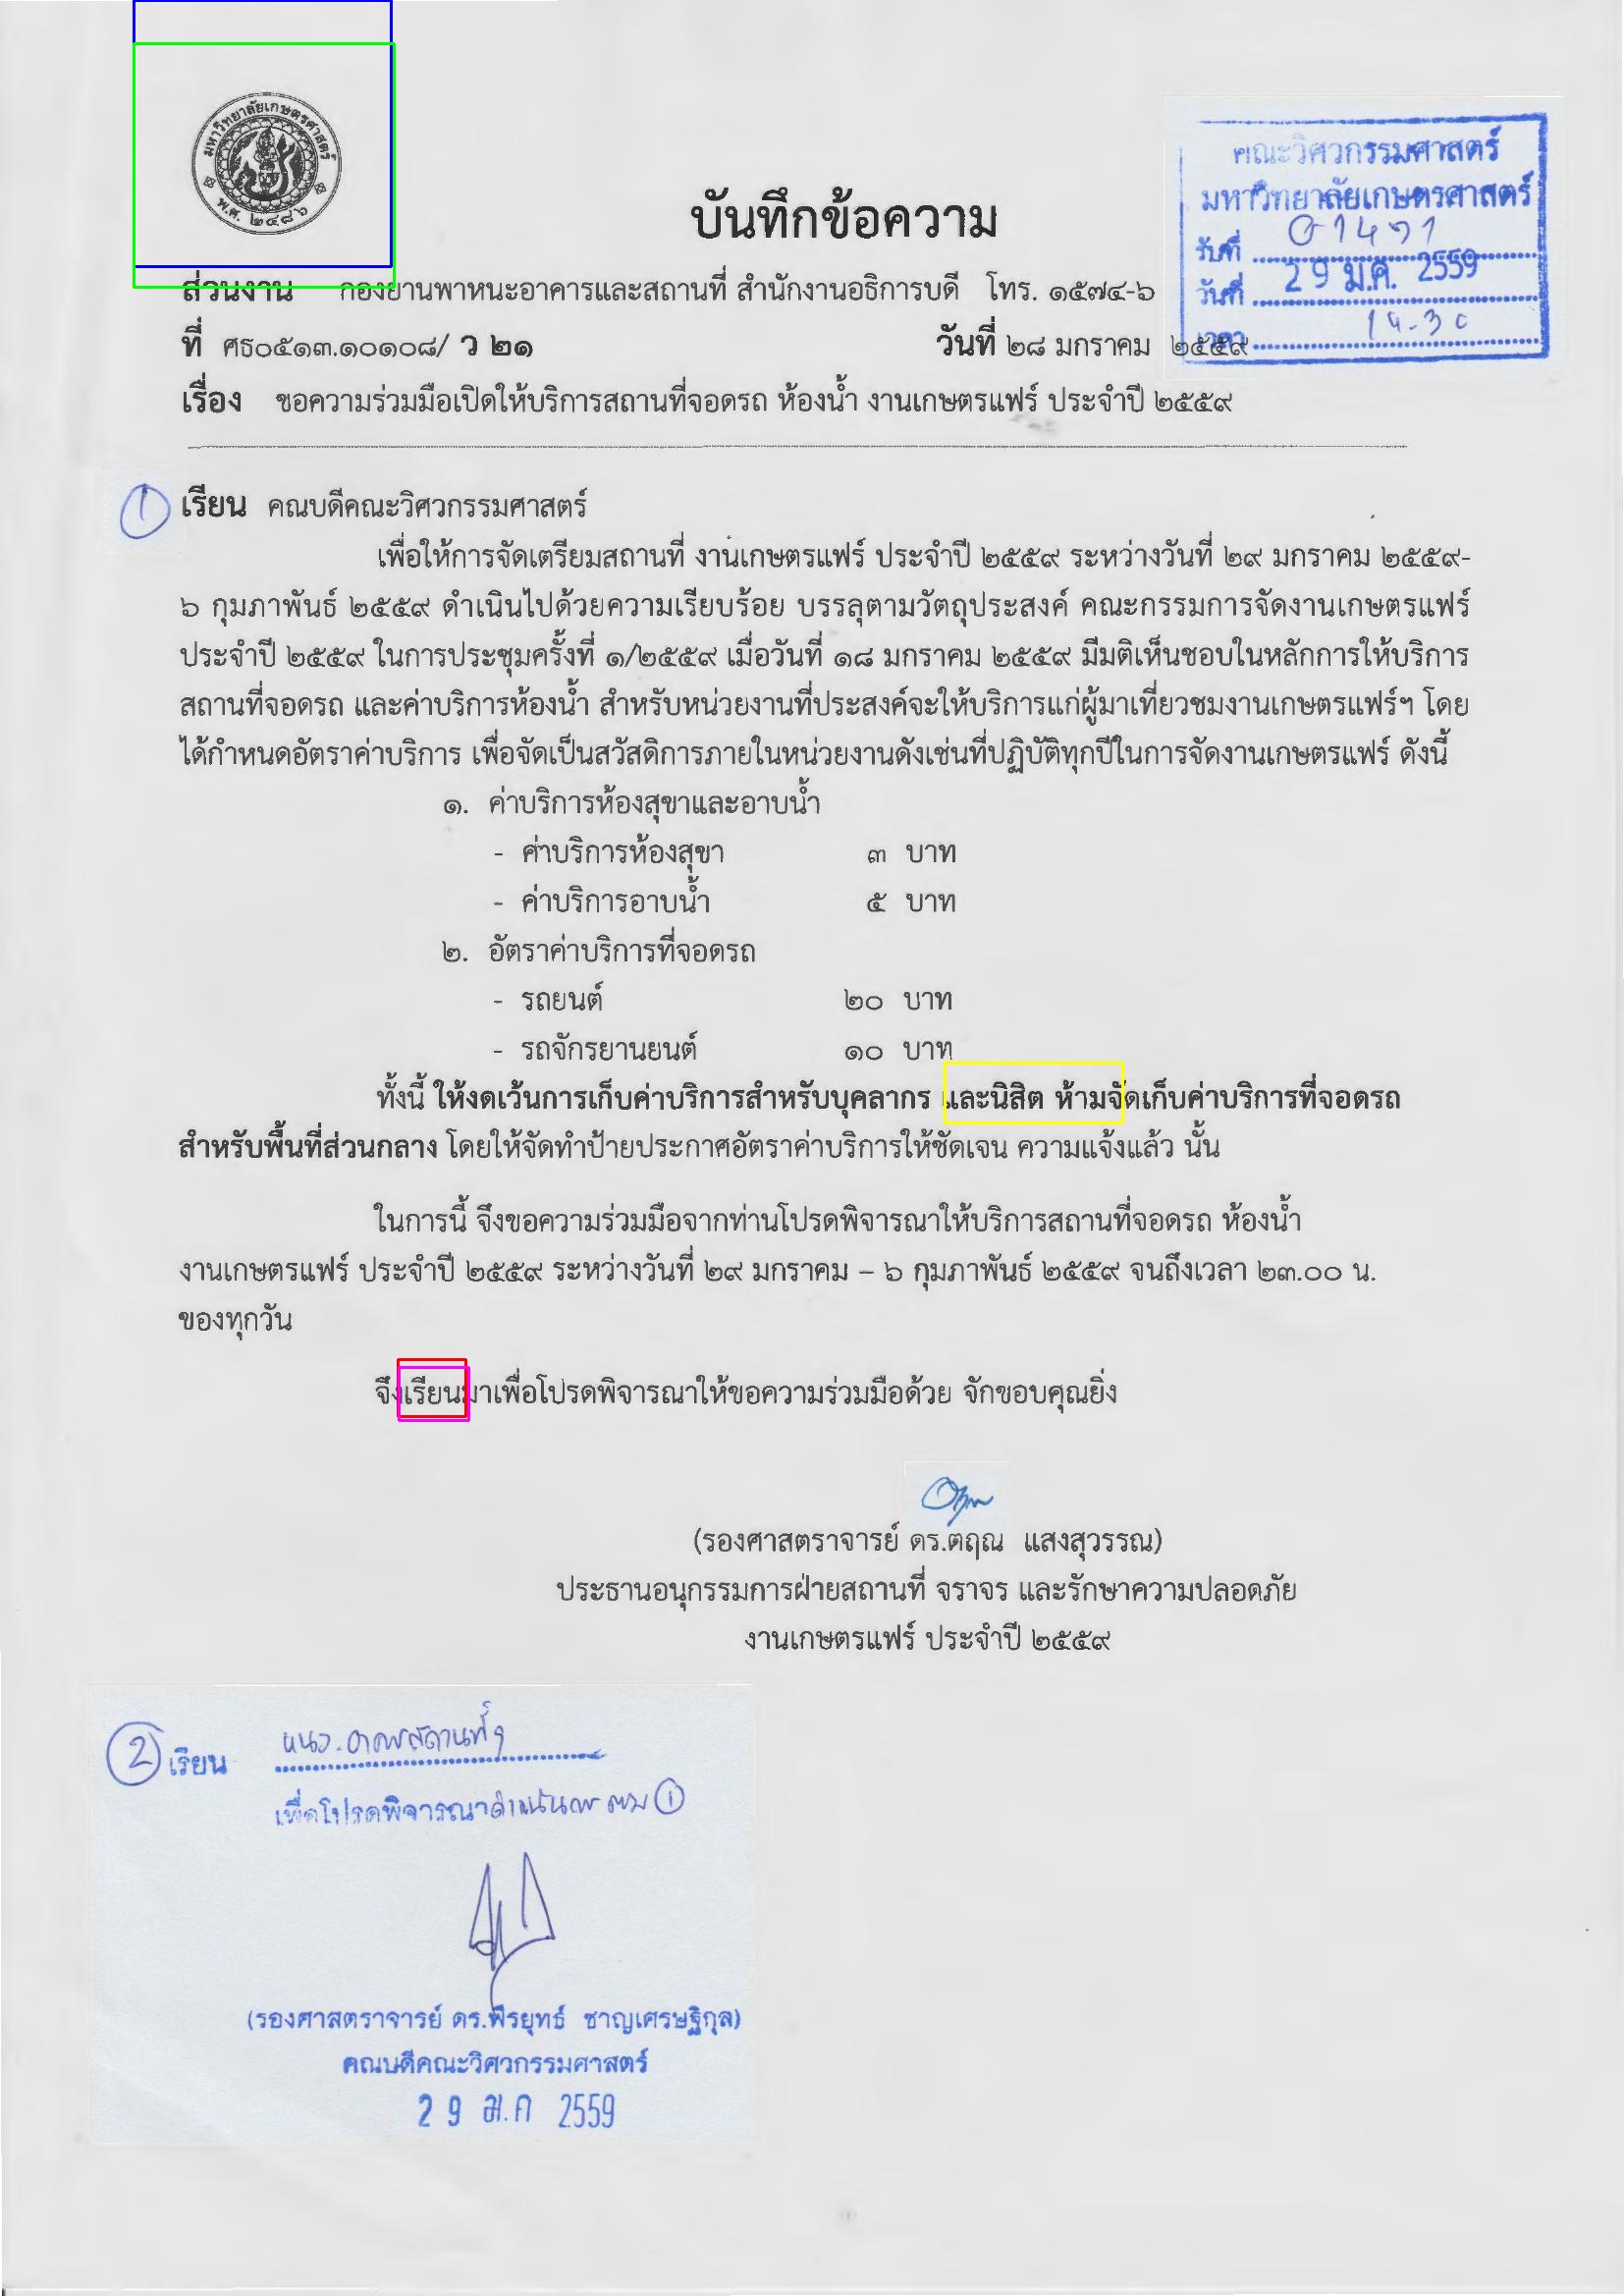 มหาวิทยาลัยเกษตรศาสตร์
พ.ศ. ๒๔๘๖
คณะวิศวกรรมศาสตร์
มหาวิทยาลัยเกษตรศาสตร์
รับที่
วันที่ 29 ม.ค. 2559
เวลา 14.30
บันทึกข้อความ
ส่วนงาน กองยานพาหนะอาคารและสถานที่ สำนักงานอธิการบดี โทร. ๑๕๗๔-๖
ที่ ศธ๐๕๑๓.๑๐๑๐๘/ ว ๒๑ วันที่ ๒๘ มกราคม ๒๕๕๙
เรื่อง ขอความร่วมมือเปิดให้บริการสถานที่จอดรถ ห้องน้ำ งานเกษตรแฟร์ ประจำปี ๒๕๕๙
1 เรียน คณบดีคณะวิศวกรรมศาสตร์
เพื่อให้การจัดเตรียมสถานที่ งานเกษตรแฟร์ ประจำปี ๒๕๕๙ ระหว่างวันที่ ๒๙ มกราคม ๒๕๕๙-
๖ กุมภาพันธ์ ๒๕๕๙ ดำเนินไปด้วยความเรียบร้อย บรรลุตามวัตถุประสงค์ คณะกรรมการจัดงานเกษตรแฟร์
ประจำปี ๒๕๕๙ ในการประชุมครั้งที่ ๑/๒๕๕๙ เมื่อวันที่ ๑๘ มกราคม ๒๕๕๙ มีมติเห็นชอบในหลักการให้บริการ
สถานที่จอดรถ และค่าบริการห้องน้ำ สำหรับหน่วยงานที่ประสงค์จะให้บริการแก่ผู้มาเที่ยวชมงานเกษตรแฟร์ฯ โดย
ได้กำหนดอัตราค่าบริการ เพื่อจัดเป็นสวัสดิการภายในหน่วยงานดังเช่นที่ปฏิบัติทุกปีในการจัดงานเกษตรแฟร์ ดังนี้
๑. ค่าบริการห้องสุขาและอาบน้ำ
- ค่าบริการห้องสุขา ๓ บาท
- ค่าบริการอาบน้ำ ๕ บาท
๒. อัตราค่าบริการที่จอดรถ
- รถยนต์ ๒๐ บาท
- รถจักรยานยนต์ ๑๐ บาท
ทั้งนี้ ให้งดเว้นการเก็บค่าบริการสำหรับบุคลากร และนิสิต ห้ามจัดเก็บค่าบริการที่จอดรถ
สำหรับพื้นที่ส่วนกลาง โดยให้จัดทำป้ายประกาศอัตราค่าบริการให้ชัดเจน ความแจ้งแล้ว นั้น
ในการนี้ จึงขอความร่วมมือจากท่านโปรดพิจารณาให้บริการสถานที่จอดรถ ห้องน้ำ
งานเกษตรแฟร์ ประจำปี ๒๕๕๙ ระหว่างวันที่ ๒๙ มกราคม – ๖ กุมภาพันธ์ ๒๕๕๙ จนถึงเวลา ๒๓.๐๐ น.
ของทุกวัน
จึงเรียนมาเพื่อโปรดพิจารณาให้ขอความร่วมมือด้วย จักขอบคุณยิ่ง
(รองศาสตราจารย์ ดร.ตฤณ แสงสุวรรณ)
ประธานอนุกรรมการฝ่ายสถานที่ จราจร และรักษาความปลอดภัย
งานเกษตรแฟร์ ประจำปี ๒๕๕๙
2 เรียน
เพื่อโปรดพิจารณา
(รองศาสตราจารย์ ดร.พีรยุทธ์ ชาญเศรษฐิกุล)
คณบดีคณะวิศวกรรมศาสตร์
29 ม.ค 2559